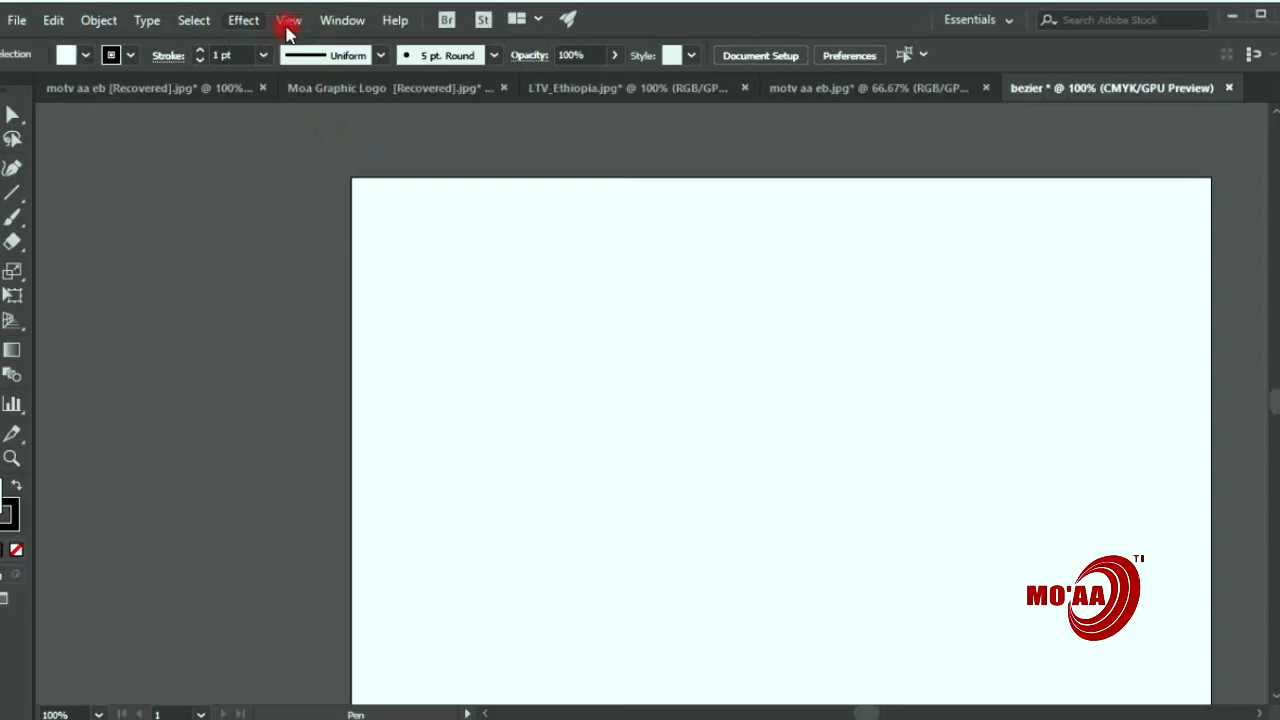 File Edit Object Type Select Effect View Window Help Br St Essentials Search Adobe Stock
election Stroke: 1 pt Uniform 5 pt. Round Opacity: 100% Style: Document Setup Preferences
motv aa eb [Recovered].jpg* @ 100%... × Moa Graphic Logo [Recovered].jpg* ... × LTV_Ethiopia.jpg* @ 100% (RGB/GP... × motv aa eb.jpg* @ 66.67% (RGB/GP... × bezier * @ 100% (CMYK/GPU Preview) ×
MO'AA
100% 1 Pen